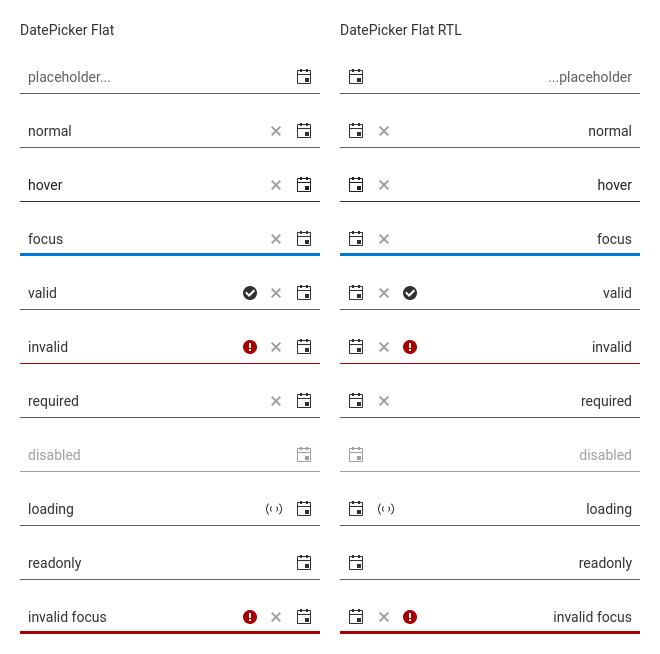 DatePicker Flat
placeholder...
normal
hover
focus
valid
invalid
required
disabled
loading
readonly
invalid focus
DatePicker Flat RTL
...placeholder
normal
hover
focus
valid
invalid
required
disabled
loading
readonly
invalid focus